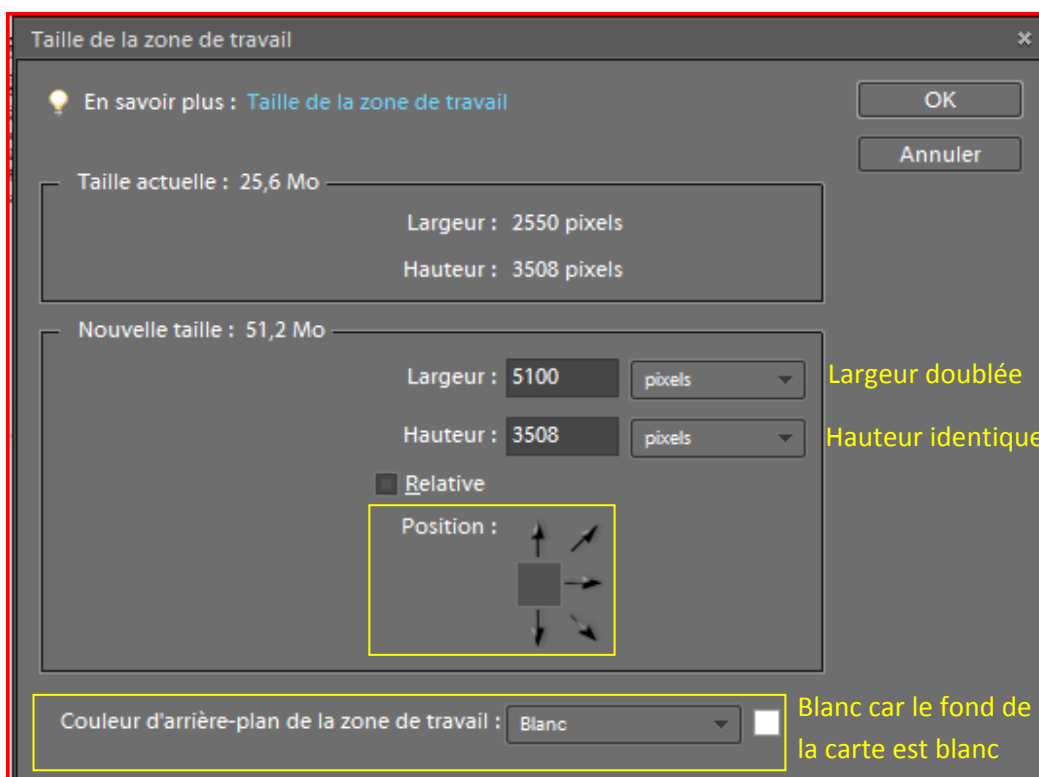 Taille de la zone de travail
En savoir plus : Taille de la zone de travail
OK
Annuler
Taille actuelle : 25,6 Mo
Largeur : 2550 pixels
Hauteur : 3508 pixels
Nouvelle taille : 51,2 Mo
Largeur : 5100 pixels Largeur doublée
Hauteur : 3508 pixels Hauteur identique
Relative
Position :
Couleur d'arrière-plan de la zone de travail : Blanc
Blanc car le fond de
la carte est blanc